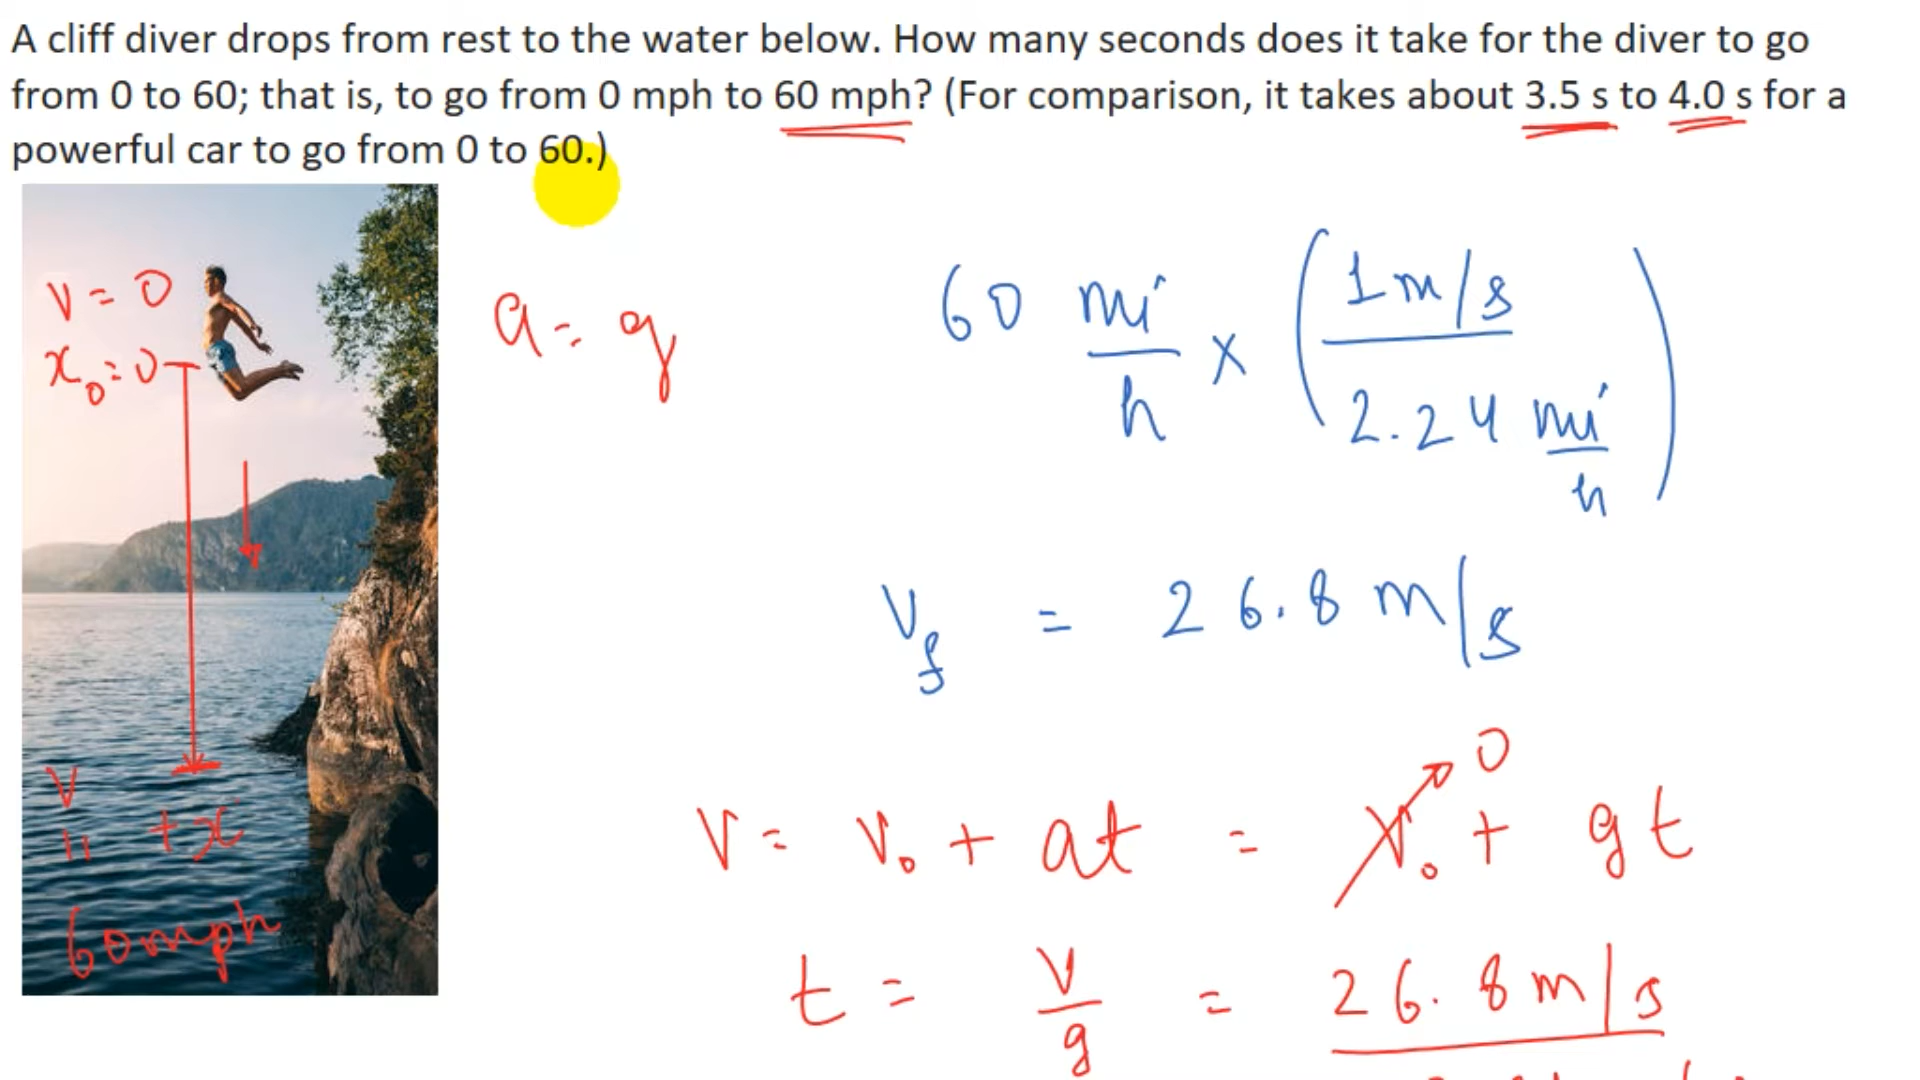 A cliff diver drops from rest to the water below. How many seconds does it take for the diver to go
from 0 to 60; that is, to go from 0 mph to 60 mph? (For comparison, it takes about 3.5 s to 4.0 s for a
powerful car to go from 0 to 60.)
V = 0
x₀ = 0
a = g
60 mi/h × (1 m/s / 2.24 mi/h)
V_f = 26.8 m/s
V
= +x
60mph
V = V₀ + at = V₀ 0 + gt
t = V/g = 26.8 m/s